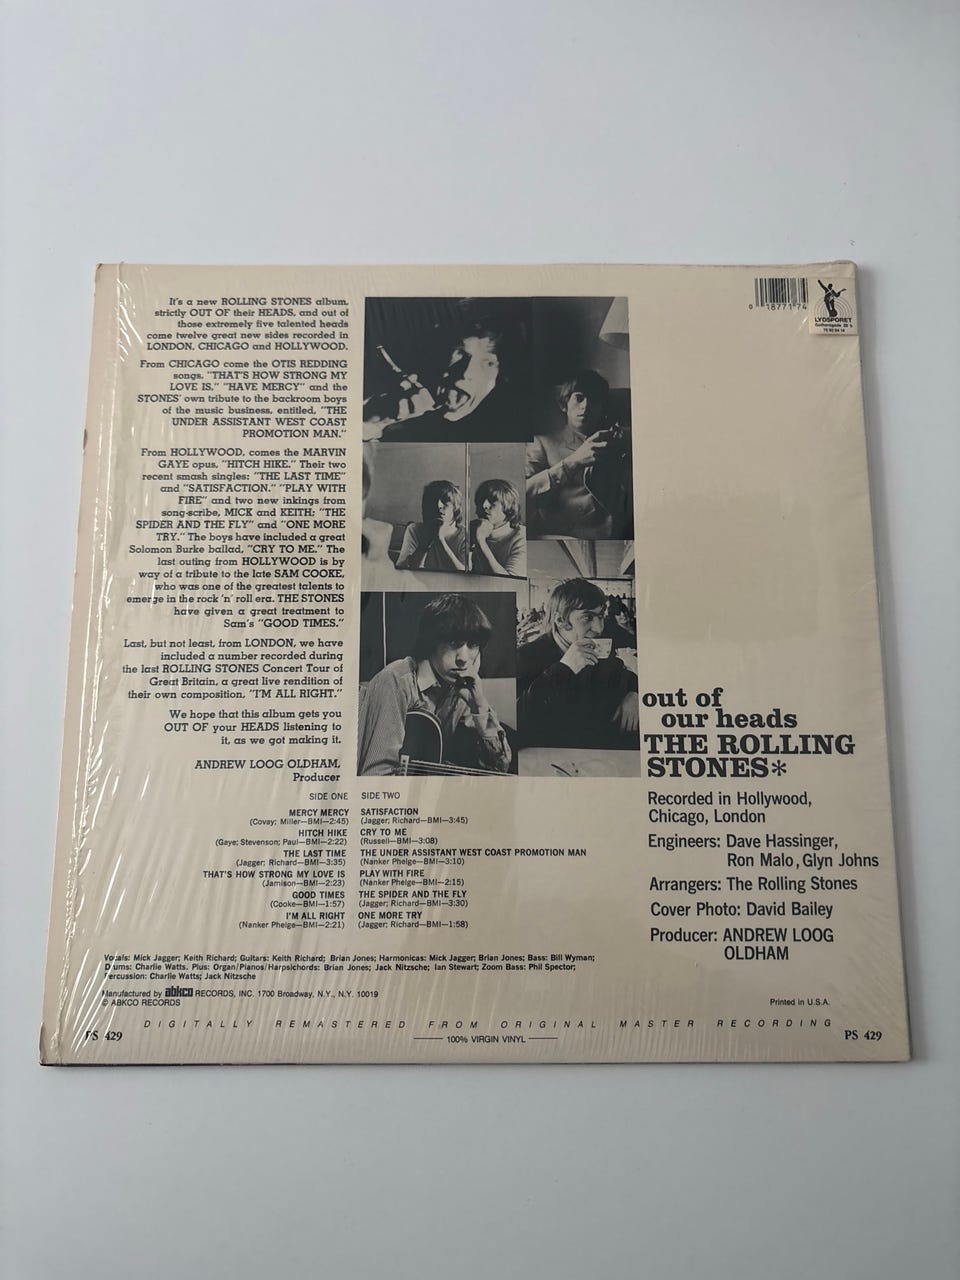 It's a new ROLLING STONES album,
strictly OUT OF their HEADS, and out of
those extremely five talented heads
come twelve great new sides recorded in
LONDON, CHICAGO and HOLLYWOOD.
From CHICAGO come the OTIS REDDING
songs, "THAT'S HOW STRONG MY
LOVE IS," "HAVE MERCY" and the
STONES' own tribute to the backroom boys
of the music business, entitled, "THE
UNDER ASSISTANT WEST COAST
PROMOTION MAN."
From HOLLYWOOD, comes the MARVIN
GAYE opus, "HITCH HIKE." Their two
recent smash singles: "THE LAST TIME"
and "SATISFACTION." "PLAY WITH
FIRE" and two new inkings from
song-scribe, MICK and KEITH: "THE
SPIDER AND THE FLY" and "ONE MORE
TRY." The boys have included a great
Solomon Burke ballad, "CRY TO ME." The
last outing from HOLLYWOOD is by
way of a tribute to the late SAM COOKE,
who was one of the greatest talents to
emerge in the rock 'n' roll era. THE STONES
have given a great treatment to
Sam's "GOOD TIMES."
Last, but not least, from LONDON, we have
included a number recorded during
the last ROLLING STONES Concert Tour of
Great Britain, a great live rendition of
their own composition, "I'M ALL RIGHT."
We hope that this album gets you
OUT OF your HEADS listening to
it, as we got making it.
ANDREW LOOG OLDHAM,
Producer
SIDE ONE
MERCY MERCY
(Covay; Miller—BMI—2:45)
HITCH HIKE
(Gaye; Stevenson; Paul—BMI—2:22)
THE LAST TIME
(Jagger; Richard—BMI—3:35)
THAT'S HOW STRONG MY LOVE IS
(Jamison—BMI—2:23)
GOOD TIMES
(Cooke—BMI—1:57)
I'M ALL RIGHT
(Nanker Phelge—BMI—2:21)
SIDE TWO
SATISFACTION
(Jagger; Richard—BMI—3:45)
CRY TO ME
(Russell—BMI—3:08)
THE UNDER ASSISTANT WEST COAST PROMOTION MAN
(Nanker Phelge—BMI—3:10)
PLAY WITH FIRE
(Nanker Phelge—BMI—2:15)
THE SPIDER AND THE FLY
(Jagger; Richard—BMI—3:30)
ONE MORE TRY
(Jagger; Richard—BMI—1:58)
0 18771 74
LYDSPORET
out of
our heads
THE ROLLING
STONES*
Recorded in Hollywood,
Chicago, London
Engineers: Dave Hassinger,
Ron Malo, Glyn Johns
Arrangers: The Rolling Stones
Cover Photo: David Bailey
Producer: ANDREW LOOG
OLDHAM
Vocals: Mick Jagger; Keith Richard; Guitars: Keith Richard; Brian Jones; Harmonicas: Mick Jagger; Brian Jones; Bass: Bill Wyman;
Drums: Charlie Watts. Plus: Organ/Pianos/Harpsichords: Brian Jones; Jack Nitzsche; Ian Stewart; Zoom Bass: Phil Spector;
Percussion: Charlie Watts; Jack Nitzsche
Manufactured by abkco RECORDS, INC. 1700 Broadway, N.Y., N.Y. 10019
© ABKCO RECORDS
Printed in U.S.A.
DIGITALLY REMASTERED FROM ORIGINAL MASTER RECORDING
PS 429
100% VIRGIN VINYL
PS 429